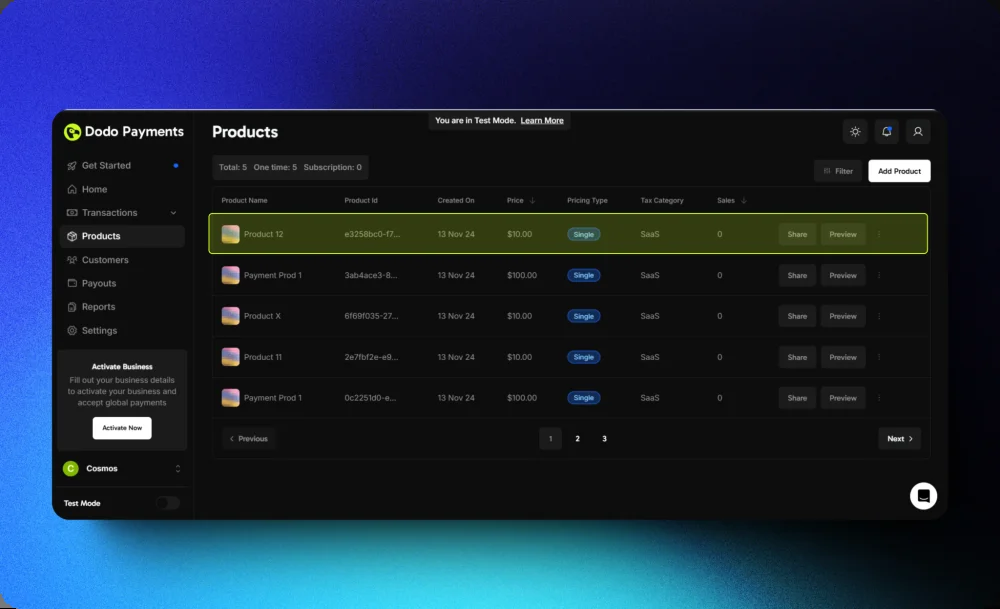 You are in Test Mode. Learn More
Dodo Payments
Get Started
Home
Transactions
Products
Customers
Payouts
Reports
Settings
Activate Business
Fill out your business details
to activate your business and
accept global payments
Activate Now
C Cosmos
Test Mode
Products
Total: 5 One time: 5 Subscription: 0
Filter
Add Product
Product Name Product Id Created On Price Pricing Type Tax Category Sales
Product 12 e3258bc0-f7... 13 Nov 24 $10.00 Single SaaS 0 Share Preview
Payment Prod 1 3ab4ace3-8... 13 Nov 24 $100.00 Single SaaS 0 Share Preview
Product X 6f69f035-27... 13 Nov 24 $10.00 Single SaaS 0 Share Preview
Product 11 2e7fbf2e-e9... 13 Nov 24 $10.00 Single SaaS 0 Share Preview
Payment Prod 1 0c2251d0-e... 13 Nov 24 $100.00 Single SaaS 0 Share Preview
Previous 1 2 3 Next